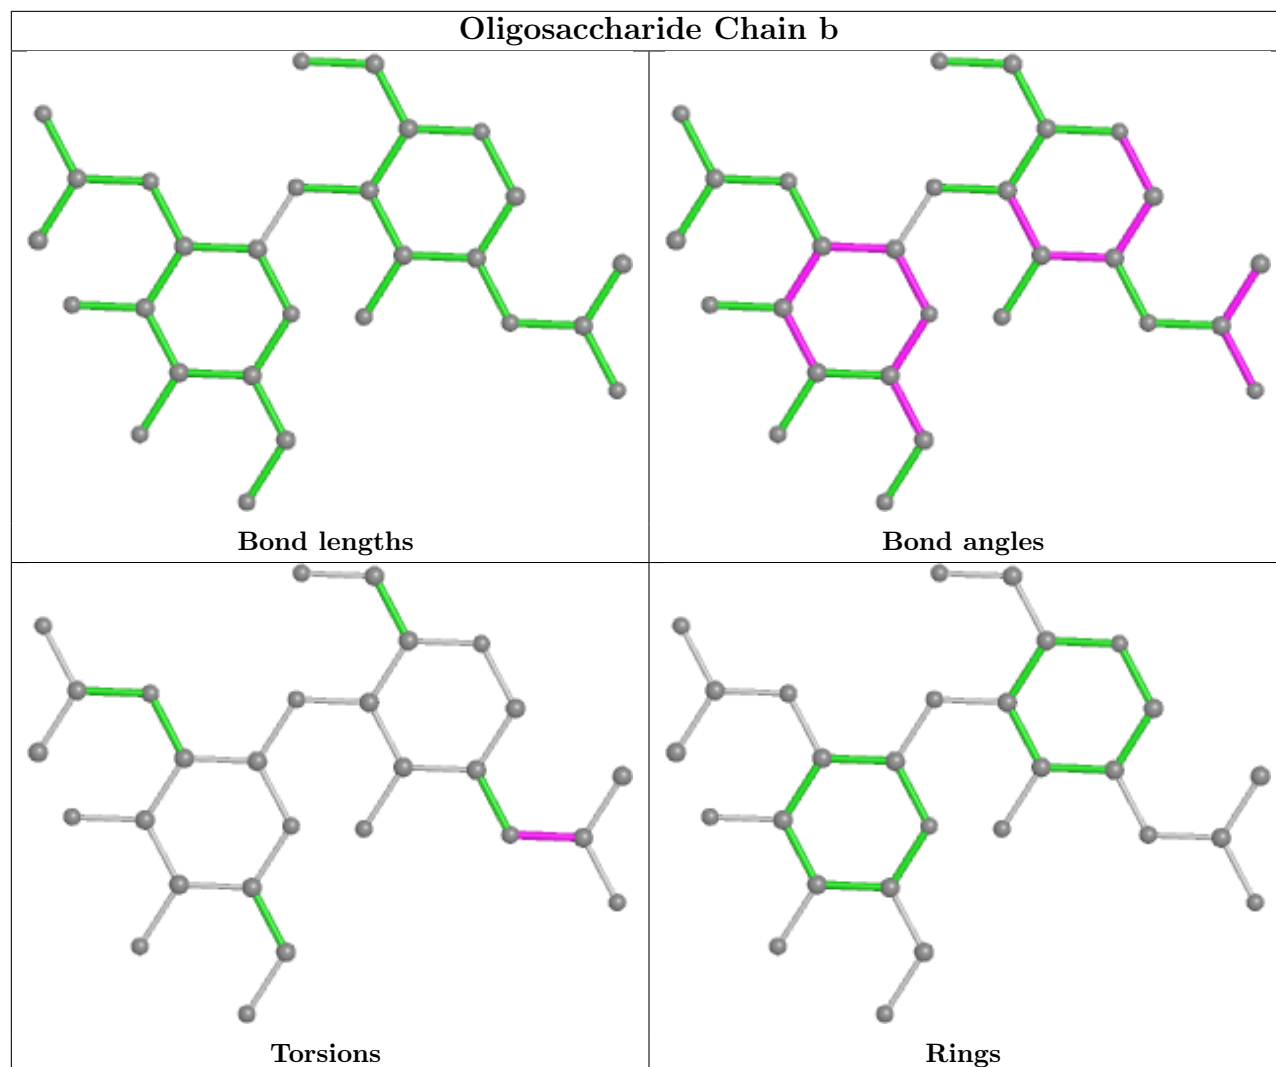 Oligosaccharide Chain b
Bond lengths
Bond angles
Torsions
Rings